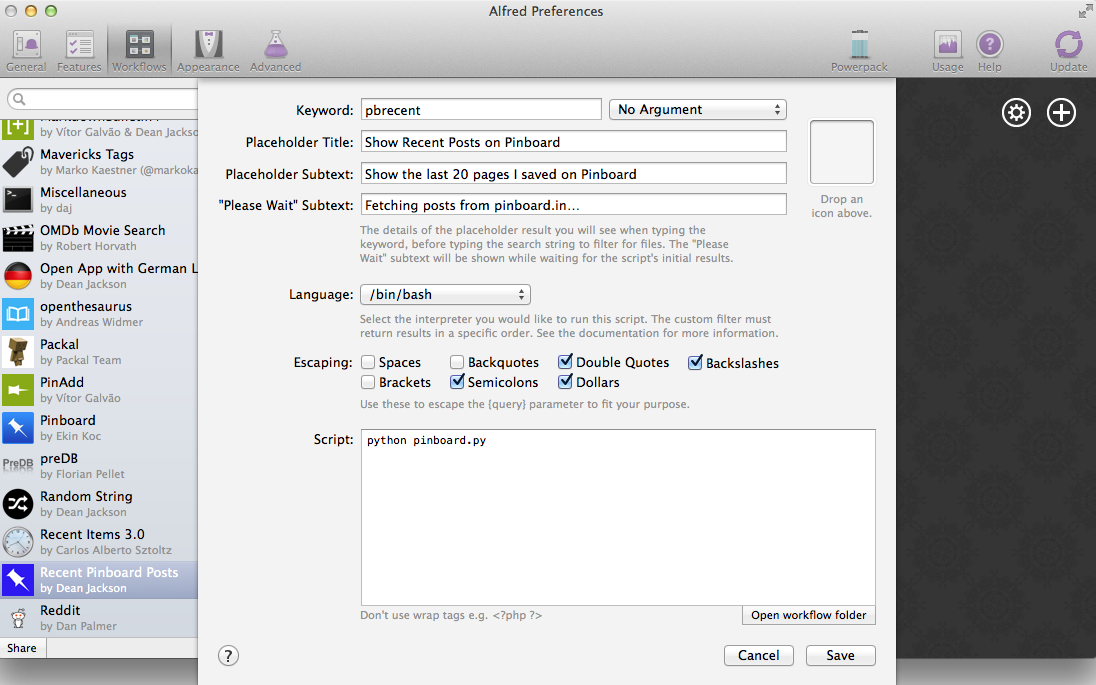 Alfred Preferences
General
Features
Workflows
Appearance
Advanced
Powerpack
Usage
Help
Update
by Vítor Galvão & Dean Jackso
Mavericks Tags
by Marko Kaestner (@markoka
Miscellaneous
by daj
OMDb Movie Search
by Robert Horvath
Open App with German L
by Dean Jackson
openthesaurus
by Andreas Widmer
Packal
by Packal Team
PinAdd
by Vítor Galvão
Pinboard
by Ekin Koc
PreDB
preDB
by Florian Pellet
Random String
by Dean Jackson
Recent Items 3.0
by Carlos Alberto Sztoltz
Recent Pinboard Posts
by Dean Jackson
Reddit
by Dan Palmer
Share
Keyword: pbrecent No Argument
Placeholder Title: Show Recent Posts on Pinboard
Placeholder Subtext: Show the last 20 pages I saved on Pinboard
"Please Wait" Subtext: Fetching posts from pinboard.in...
Drop an
icon above.
The details of the placeholder result you will see when typing the
keyword, before typing the search string to filter for files. The "Please
Wait" subtext will be shown while waiting for the script's initial results.
Language: /bin/bash
Select the interpreter you would like to run this script. The custom filter must
return results in a specific order. See the documentation for more information.
Escaping: Spaces Backquotes Double Quotes Backslashes
Brackets Semicolons Dollars
Use these to escape the {query} parameter to fit your purpose.
Script: python pinboard.py
Don't use wrap tags e.g. <?php ?>
Open workflow folder
?
Cancel
Save